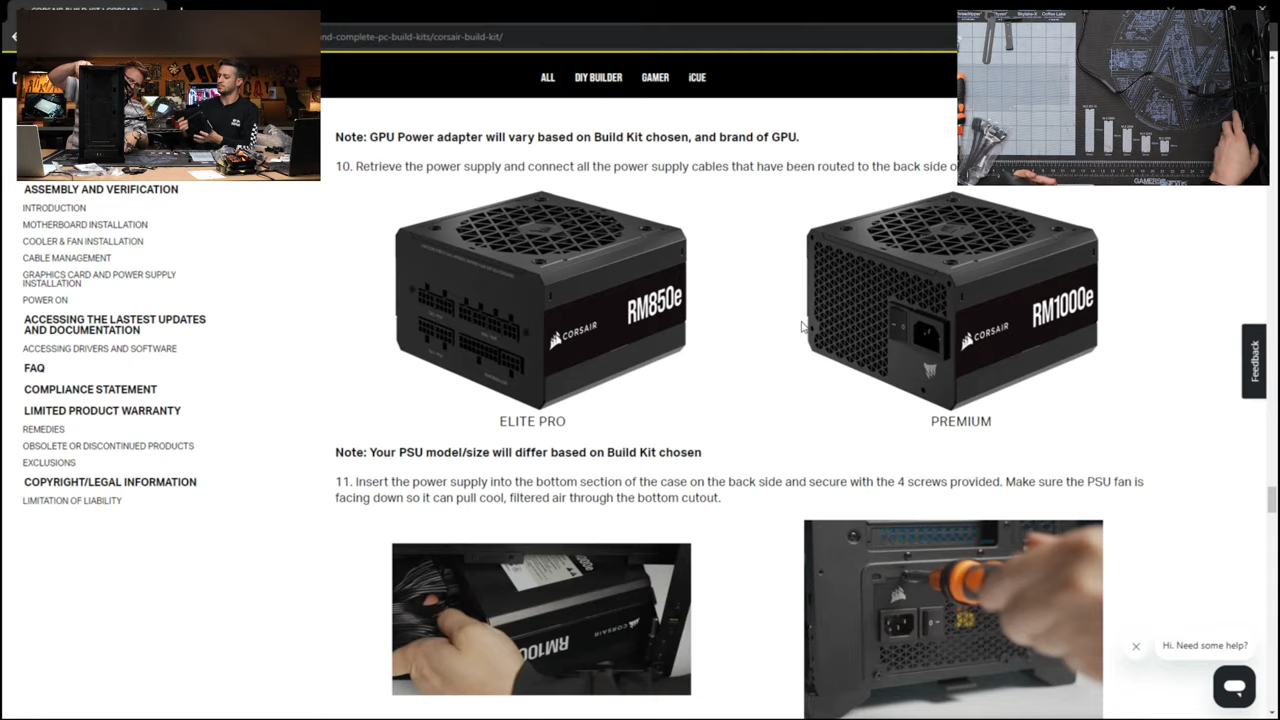 nd-complete-pc-build-kits/corsair-build-kit/
ALL DIY BUILDER GAMER iCUE
Note: GPU Power adapter will vary based on Build Kit chosen, and brand of GPU.
10. Retrieve the power supply and connect all the power supply cables that have been routed to the back side o
ASSEMBLY AND VERIFICATION
INTRODUCTION
MOTHERBOARD INSTALLATION
COOLER & FAN INSTALLATION
CABLE MANAGEMENT
GRAPHICS CARD AND POWER SUPPLY
INSTALLATION
POWER ON
ACCESSING THE LASTEST UPDATES
AND DOCUMENTATION
ACCESSING DRIVERS AND SOFTWARE
FAQ
COMPLIANCE STATEMENT
LIMITED PRODUCT WARRANTY
REMEDIES
OBSOLETE OR DISCONTINUED PRODUCTS
EXCLUSIONS
COPYRIGHT/LEGAL INFORMATION
LIMITATION OF LIABILITY
CORSAIR RM850e
CORSAIR RM1000e
ELITE PRO
PREMIUM
Note: Your PSU model/size will differ based on Build Kit chosen
11. Insert the power supply into the bottom section of the case on the back side and secure with the 4 screws provided. Make sure the PSU fan is
facing down so it can pull cool, filtered air through the bottom cutout.
CORSAIR
Feedback
Hi. Need some help?